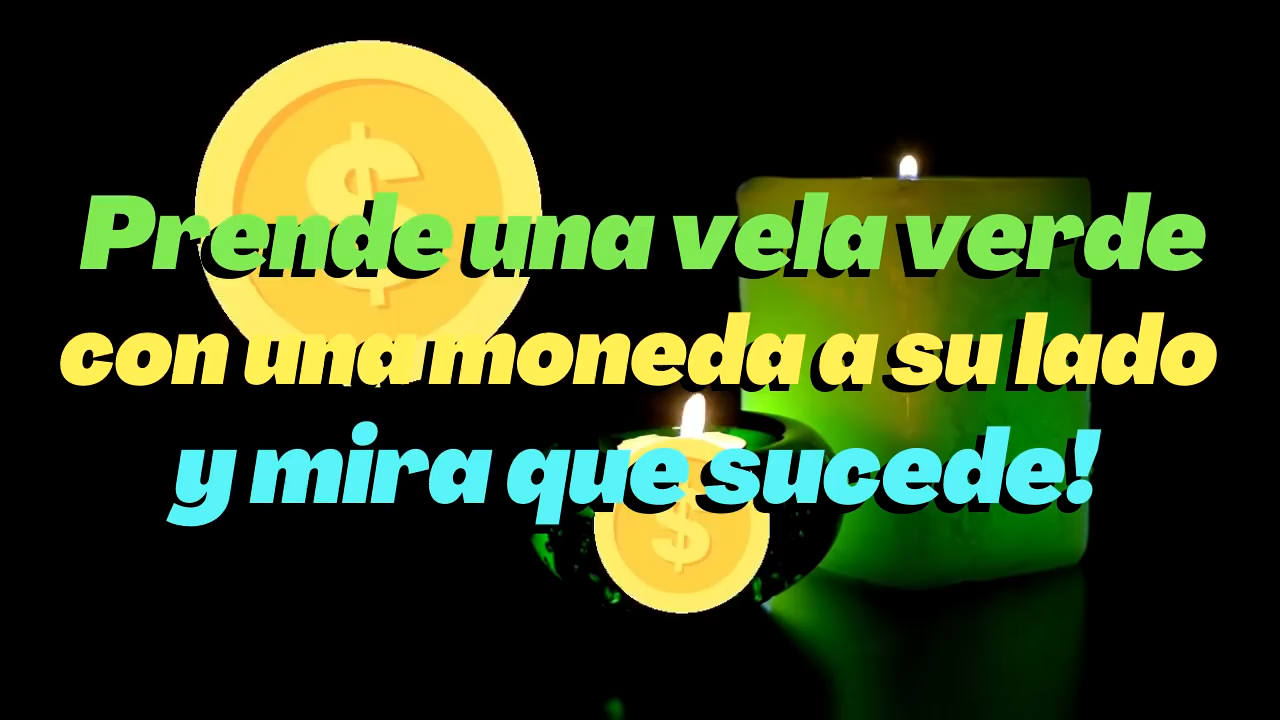 Prende una vela verde
con una moneda a su lado
y mira que sucede!